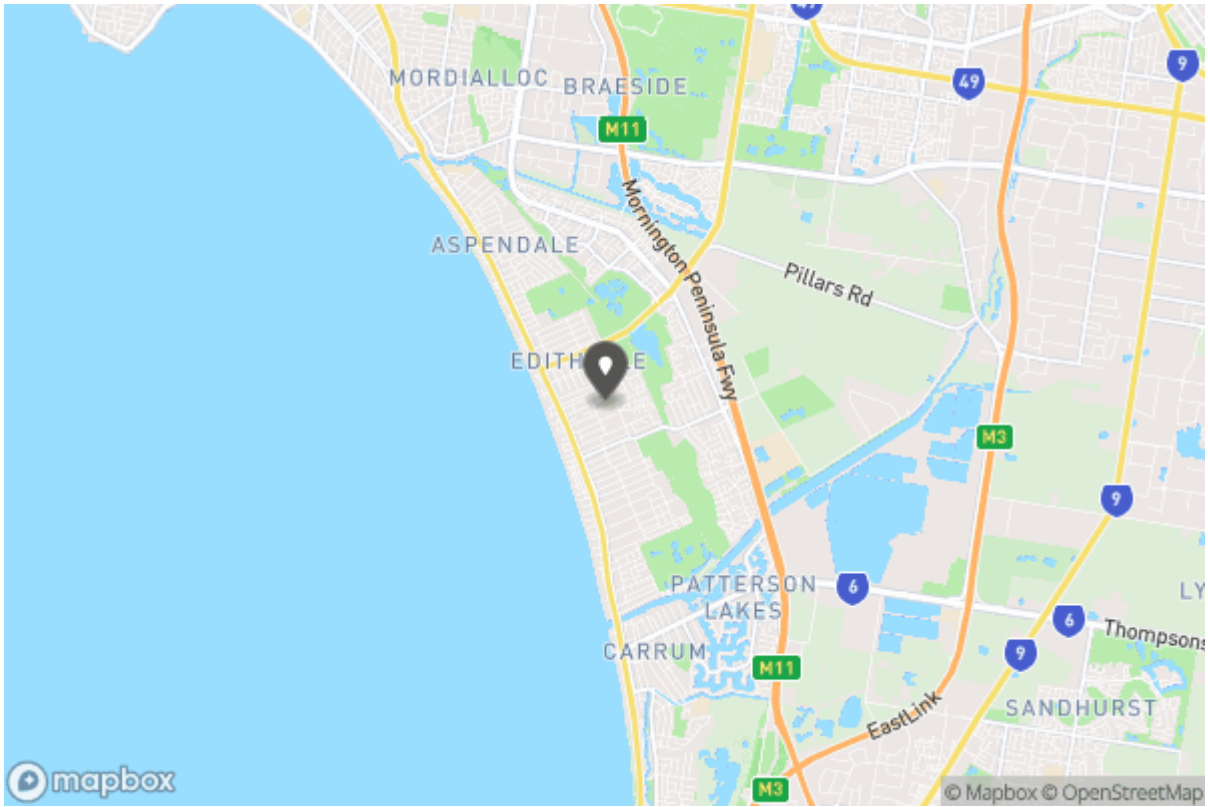 49
9
MORDIALLOC
BRAESIDE
49
M11
Mornington Peninsula Fwy
ASPENDALE
Pillars Rd
M3
9
PATTERSON
LAKES
6
6
Thompsons
CARRUM
9
M11
SANDHURST
EastLink
M3
mapbox
© Mapbox © OpenStreetMap